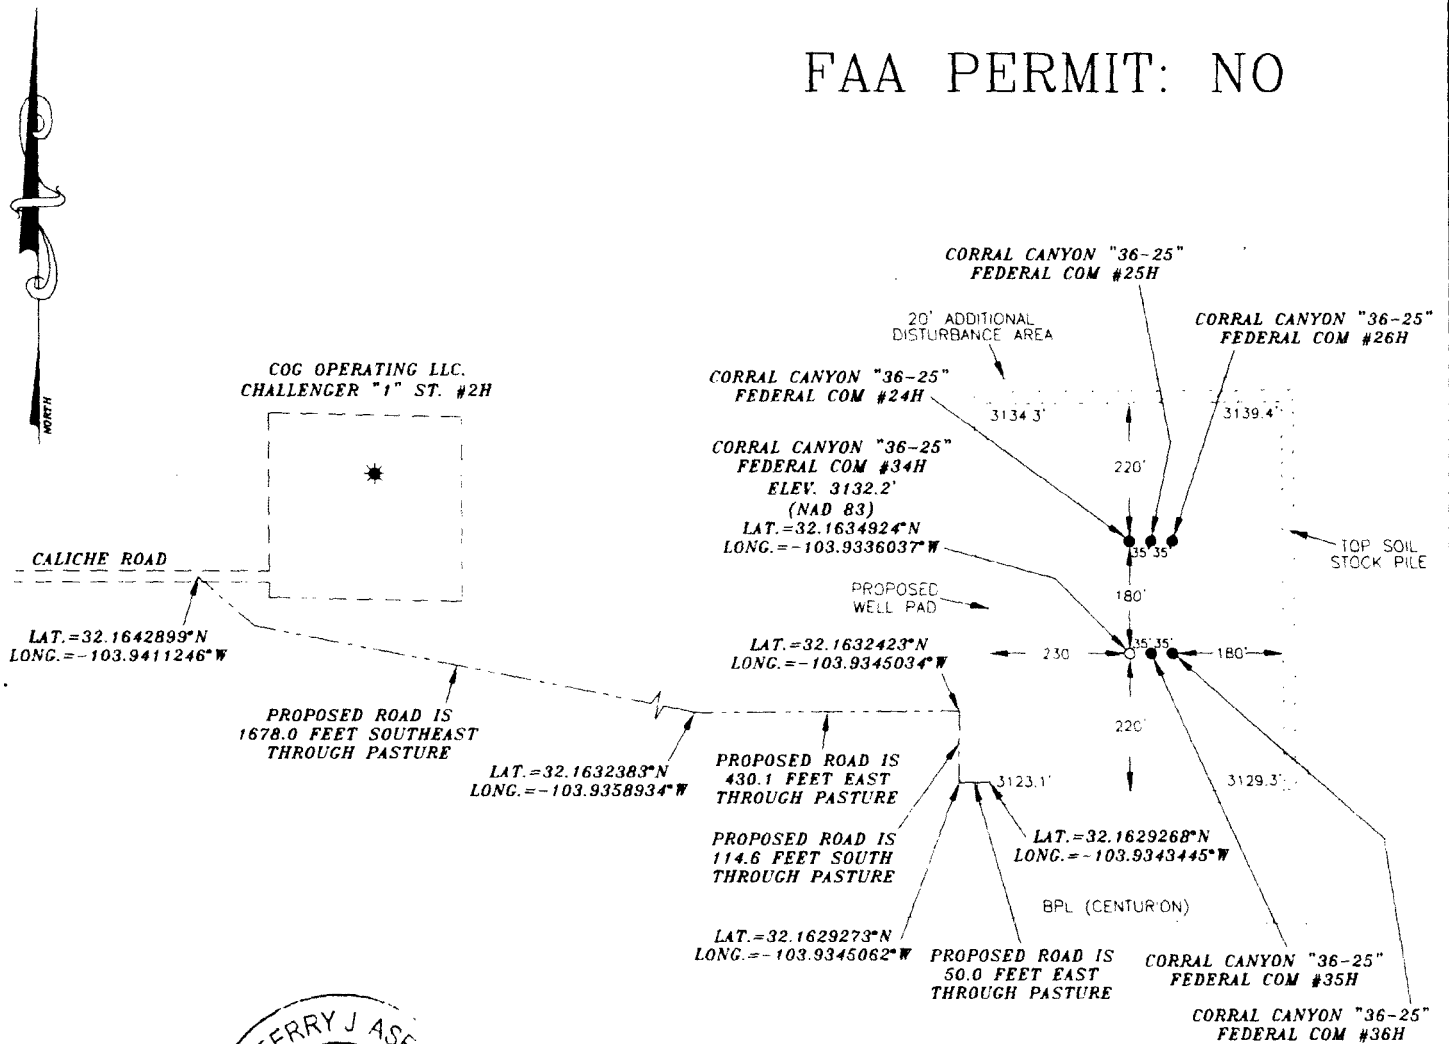 FAA PERMIT: NO
NORTH
CORRAL CANYON "36-25"
FEDERAL COM #25H
20' ADDITIONAL
DISTURBANCE AREA
CORRAL CANYON "36-25"
FEDERAL COM #26H
COG OPERATING LLC.
CHALLENGER "1" ST. #2H
CORRAL CANYON "36-25"
FEDERAL COM #24H
3134.3'
3139.4'
220'
CORRAL CANYON "36-25"
FEDERAL COM #34H
ELEV. 3132.2'
(NAD 83)
LAT.=32.1634924°N
LONG.=-103.9336037°W
35' 35'
TOP SOIL
STOCK PILE
CALICHE ROAD
PROPOSED
WELL PAD
180'
LAT.=32.1642899°N
LONG.=-103.9411246°W
LAT.=32.1632423°N
LONG.=-103.9345034°W
35' 35'
230
180'
220'
PROPOSED ROAD IS
1678.0 FEET SOUTHEAST
THROUGH PASTURE
LAT.=32.1632383°N
LONG.=-103.9358934°W
PROPOSED ROAD IS
430.1 FEET EAST
THROUGH PASTURE
3123.1'
3129.3'
PROPOSED ROAD IS
114.6 FEET SOUTH
THROUGH PASTURE
LAT.=32.1629268°N
LONG.=-103.9343445°W
BPL (CENTURION)
LAT.=32.1629273°N
LONG.=-103.9345062°W
PROPOSED ROAD IS
50.0 FEET EAST
THROUGH PASTURE
CORRAL CANYON "36-25"
FEDERAL COM #35H
CORRAL CANYON "36-25"
FEDERAL COM #36H